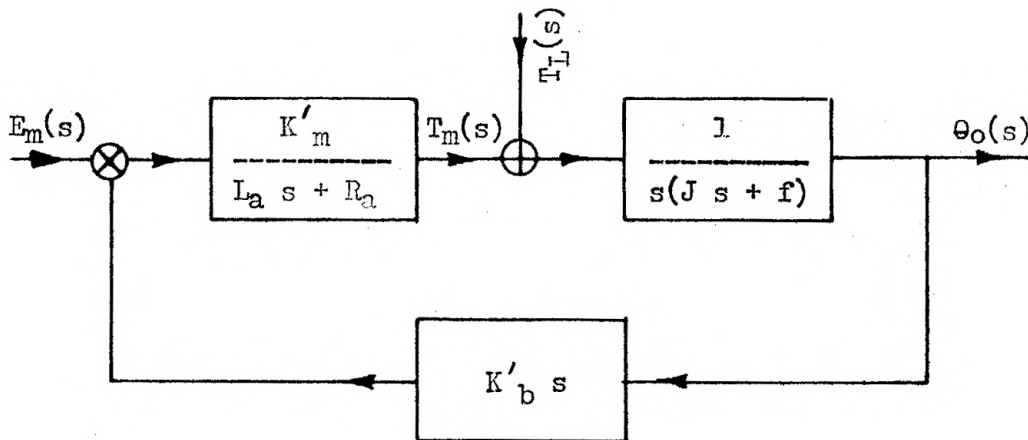 T_L(s)
E_m(s)
K′_m
L_a s + R_a
T_m(s)
1
s(J s + f)
Θ_o(s)
K′_b s